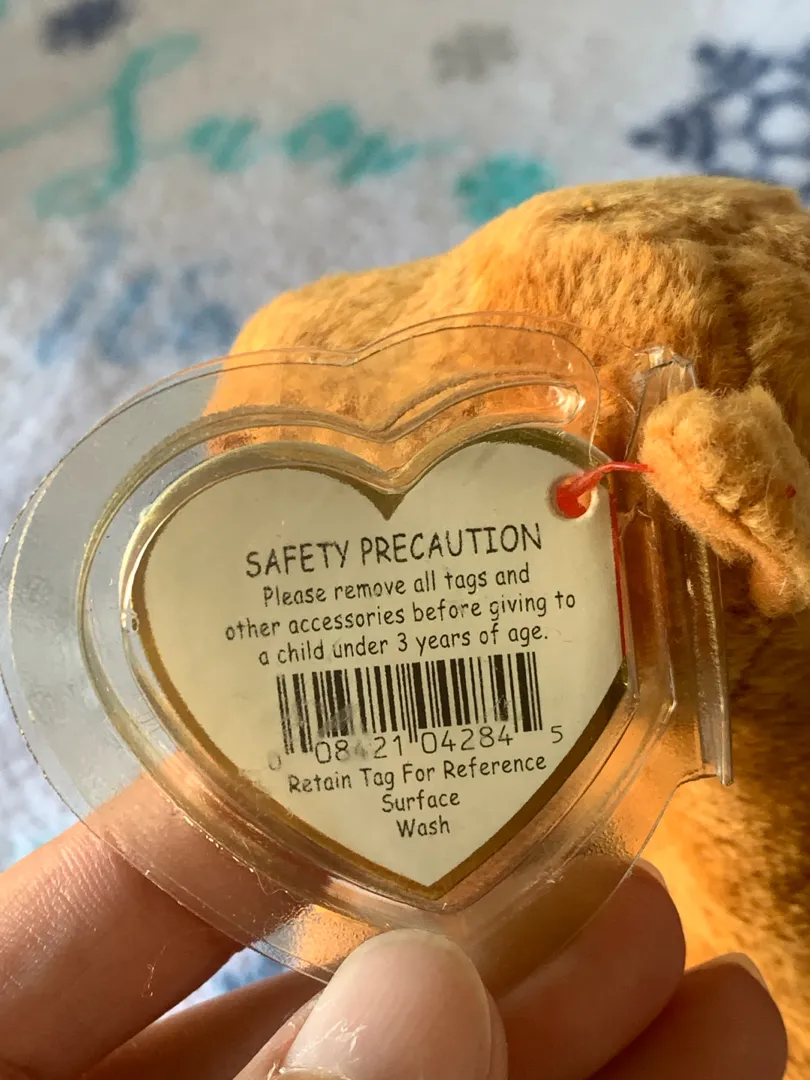 SAFETY PRECAUTION
Please remove all tags and
other accessories before giving to
a child under 3 years of age.
0 08421 04284 5
Retain Tag For Reference
Surface
Wash